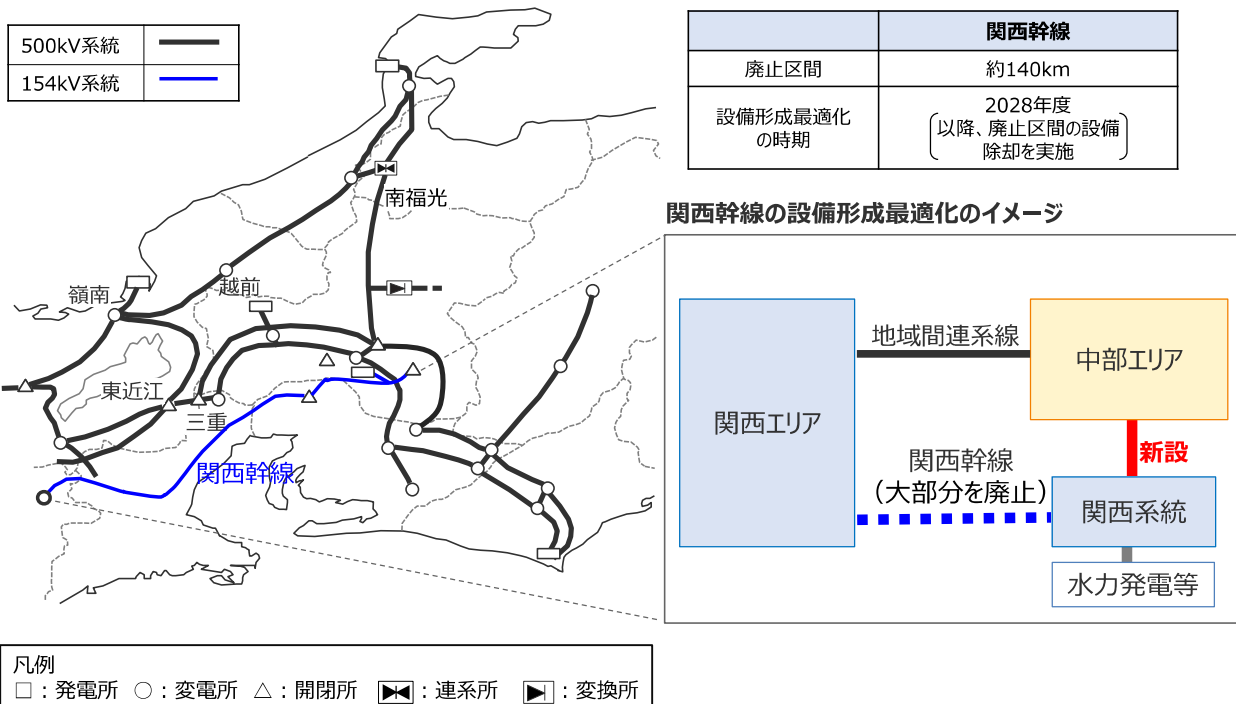 500kV系統
154kV系統
南福光
越前
嶺南
東近江
三重
関西幹線
関西幹線
廃止区間
約140km
設備形成最適化
の時期
2028年度
以降、廃止区間の設備
除却を実施
関西幹線の設備形成最適化のイメージ
地域間連系線
関西エリア
中部エリア
新設
関西幹線
（大部分を廃止）
関西系統
水力発電等
凡例
□：発電所 ○：変電所 △：開閉所 ：連系所 ：変換所